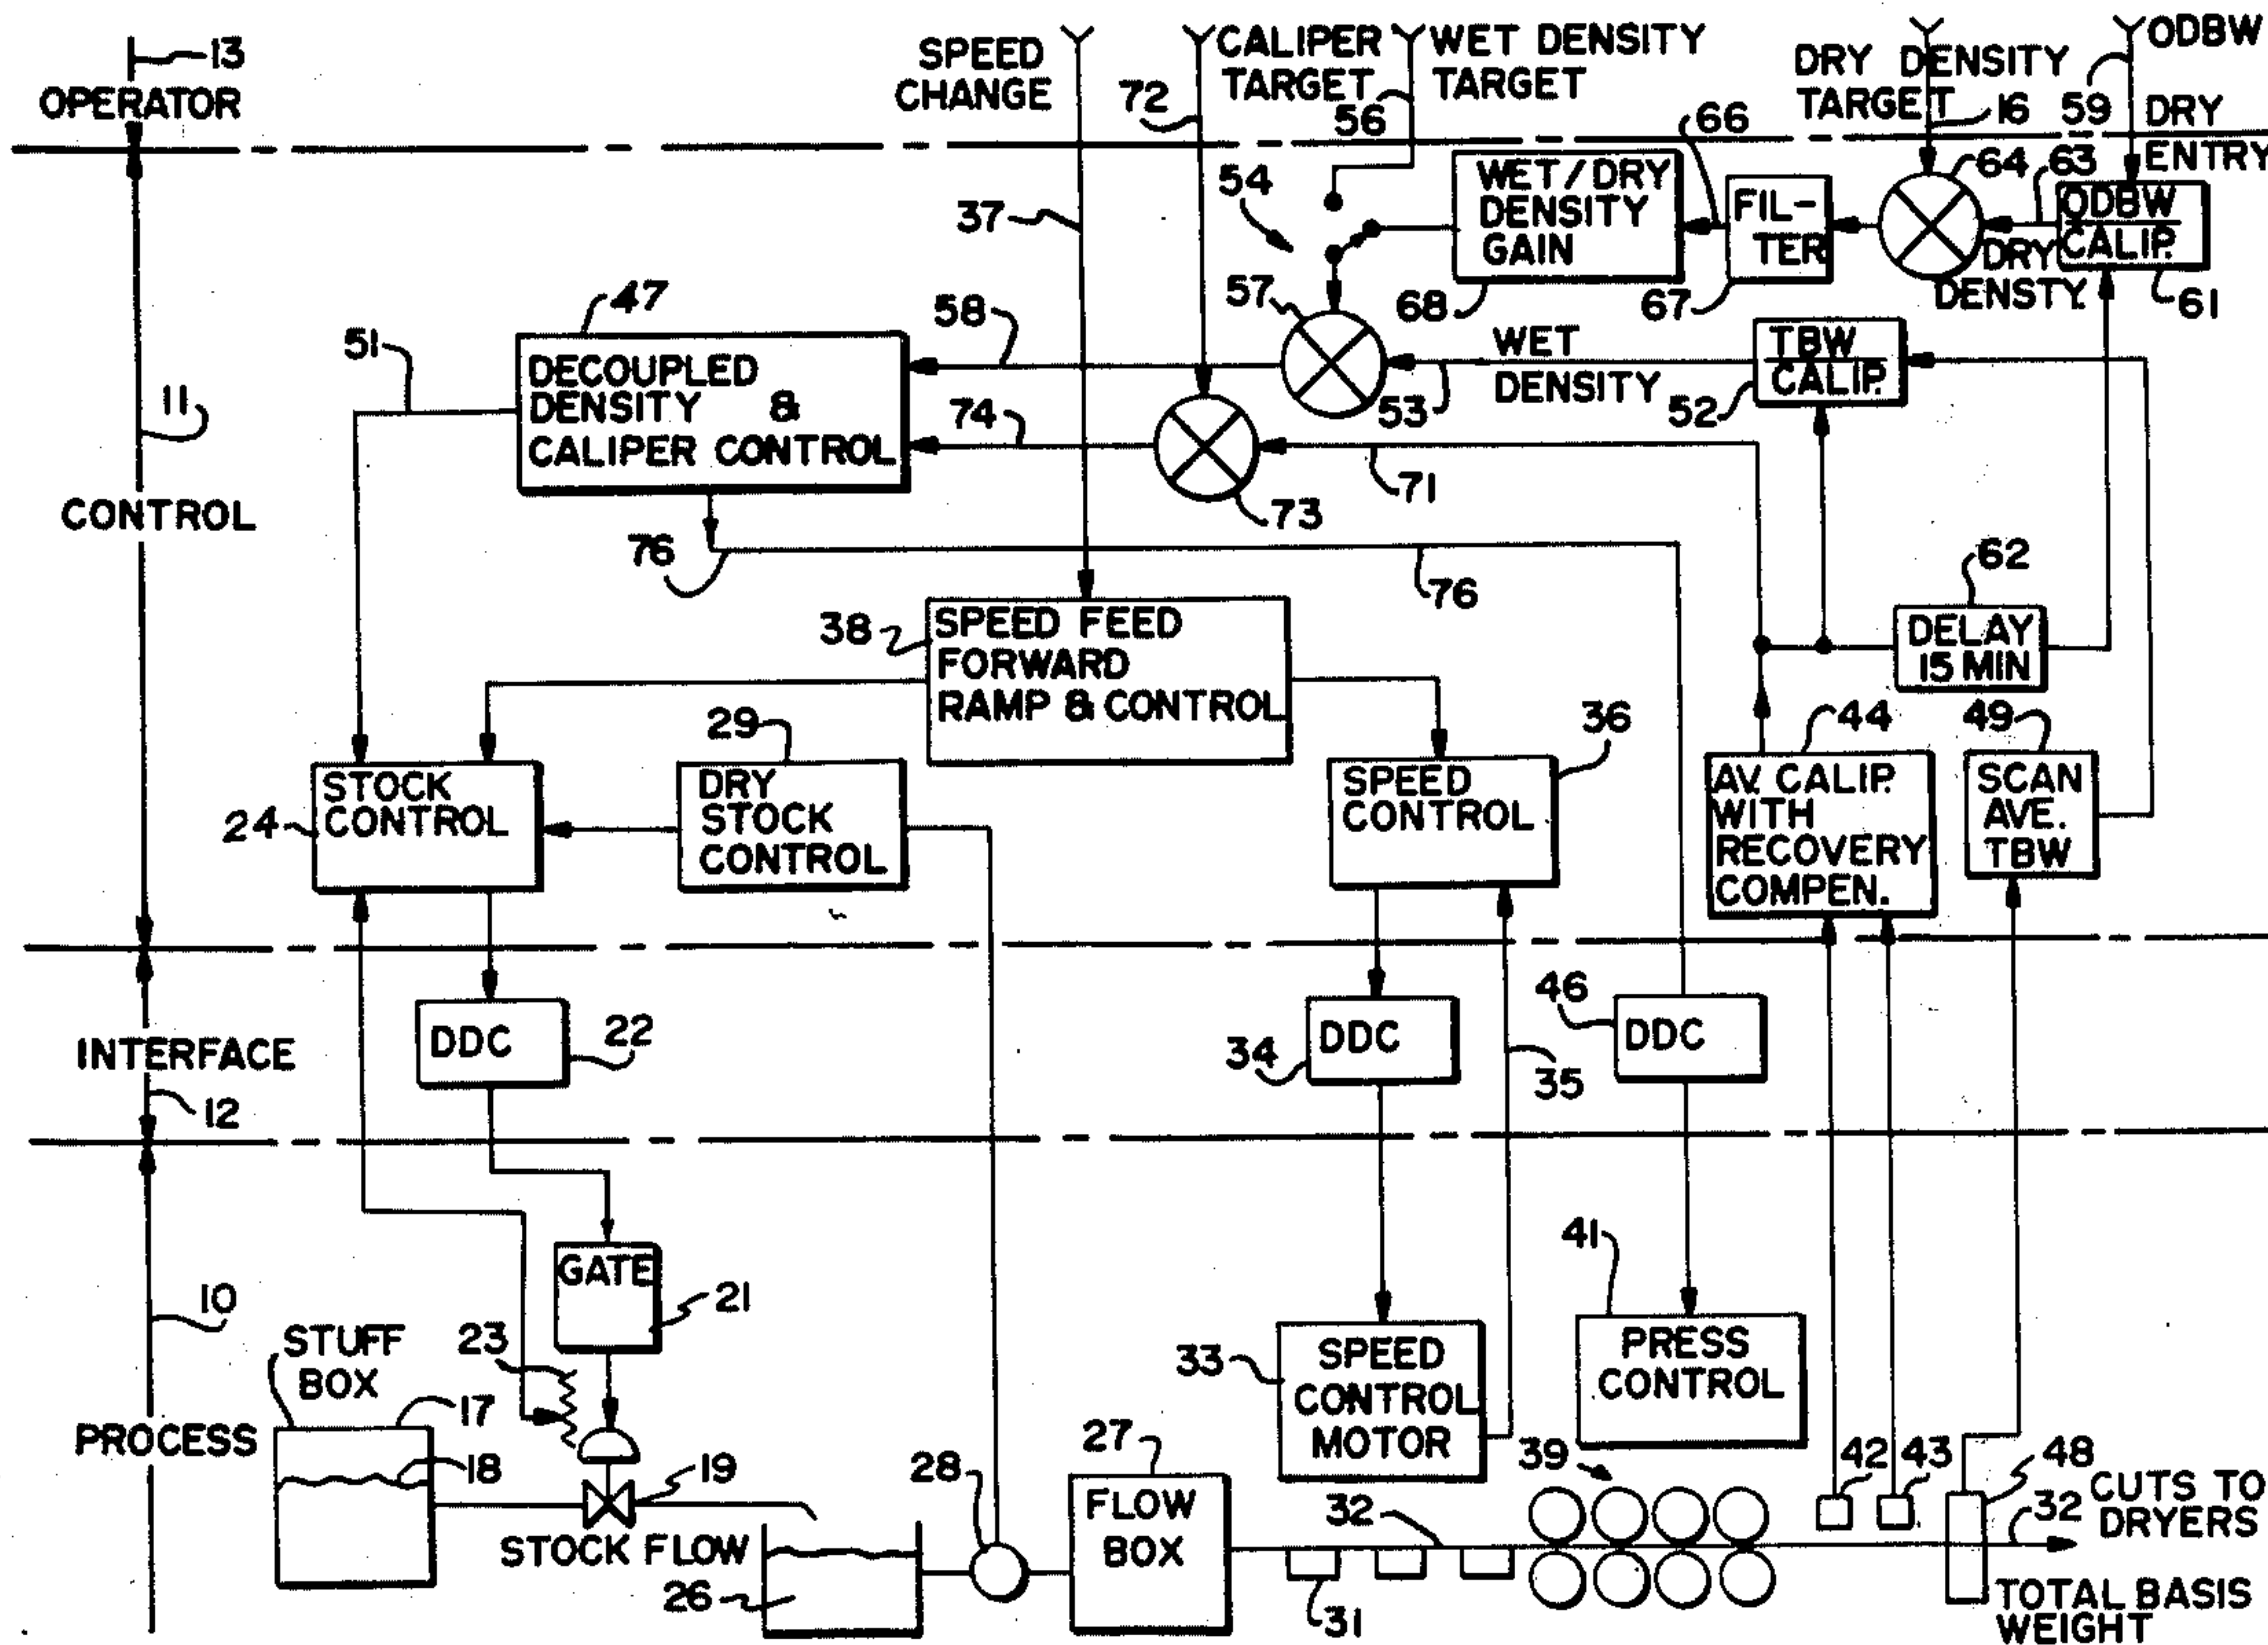 13
OPERATOR
SPEED
CHANGE
72
CALIPER
TARGET
56
WET DENSITY
TARGET
DRY DENSITY
TARGET
16
59
ODBW
DRY
ENTRY
66
54
WET/DRY
DENSITY
GAIN
68
FIL-
TER
67
64
63
DRY
DENSTY.
ODBW
CALIP.
61
37
57
58
47
51
DECOUPLED
DENSITY &
CALIPER CONTROL
WET
DENSITY
53
TBW
CALIP.
52
74
73
71
11
CONTROL
76
76
62
DELAY
15 MIN
38
SPEED FEED
FORWARD
RAMP & CONTROL
29
DRY
STOCK
CONTROL
24
STOCK
CONTROL
36
SPEED
CONTROL
44
AV. CALIP.
WITH
RECOVERY
COMPEN.
49
SCAN
AVE.
TBW
INTERFACE
12
DDC
22
34
DDC
35
46
DDC
10
PROCESS
STUFF
BOX
17
18
23
GATE
21
19
STOCK FLOW
26
28
27
FLOW
BOX
33
SPEED
CONTROL
MOTOR
41
PRESS
CONTROL
31
32
39
42
43
48
32
CUTS TO
DRYERS
TOTAL BASIS
WEIGHT